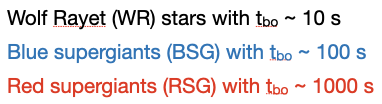 Wolf Rayet (WR) stars with tbo ~ 10 s
Blue supergiants (BSG) with tbo ~ 100 s
Red supergiants (RSG) with tbo ~ 1000 s